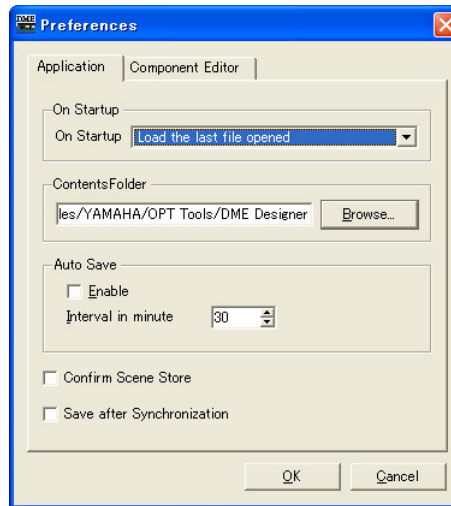 DME Preferences
Application Component Editor
On Startup
On Startup Load the last file opened
ContentsFolder
les/YAMAHA/OPT Tools/DME Designer Browse...
Auto Save
Enable
Interval in minute 30
Confirm Scene Store
Save after Synchronization
OK Cancel